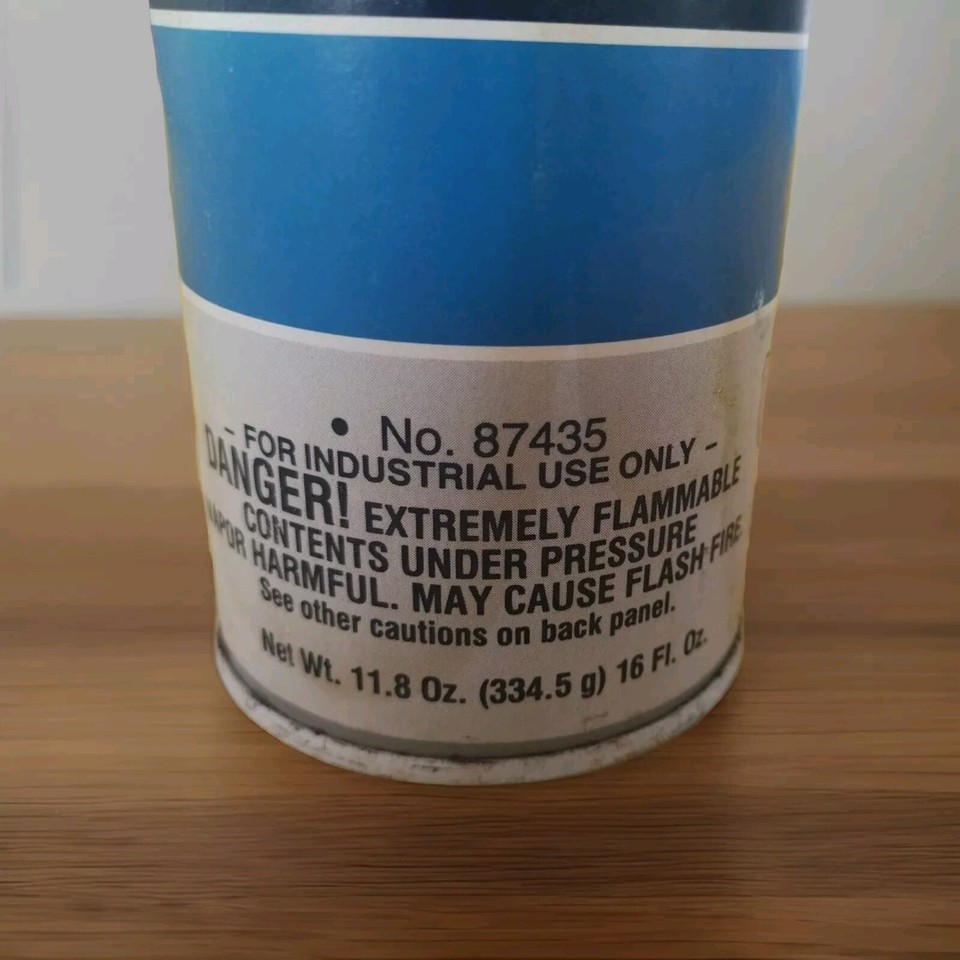 • No. 87435
– FOR INDUSTRIAL USE ONLY –
DANGER! EXTREMELY FLAMMABLE
CONTENTS UNDER PRESSURE
VAPOR HARMFUL. MAY CAUSE FLASH FIRE.
See other cautions on back panel.
Net Wt. 11.8 Oz. (334.5 g) 16 Fl. Oz.